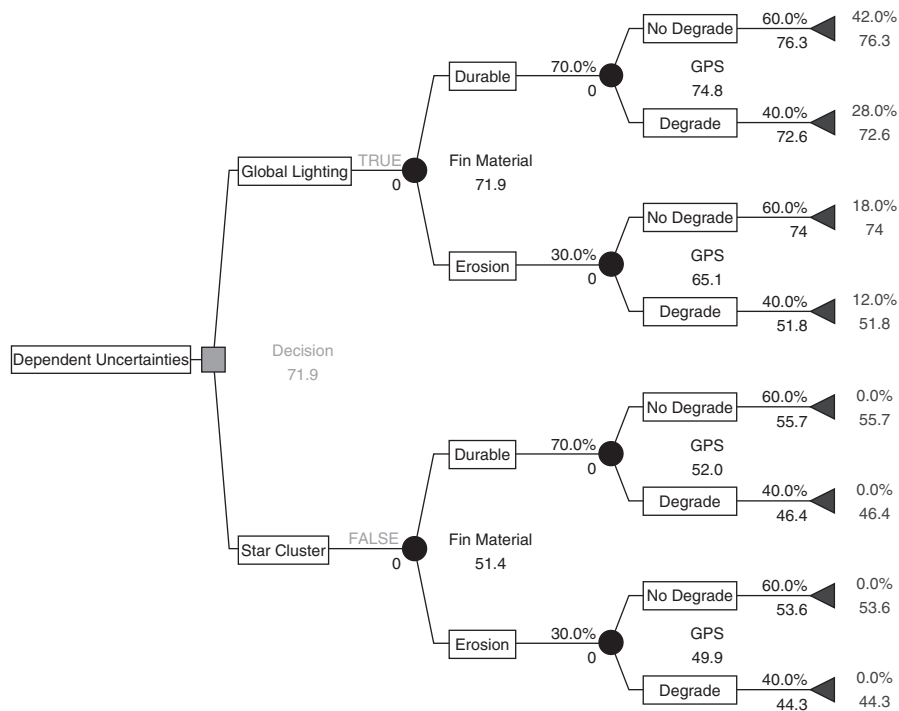 60.0% 42.0%
No Degrade
76.3 76.3
70.0% GPS
Durable
0 74.8
40.0% 28.0%
Degrade
72.6 72.6
TRUE Fin Material
Global Lighting
0 71.9
60.0% 18.0%
No Degrade
74 74
30.0% GPS
Erosion
0 65.1
40.0% 12.0%
Degrade
51.8 51.8
Dependent Uncertainties
Decision
71.9
60.0% 0.0%
No Degrade
55.7 55.7
70.0% GPS
Durable
0 52.0
40.0% 0.0%
Degrade
46.4 46.4
FALSE Fin Material
Star Cluster
0 51.4
60.0% 0.0%
No Degrade
53.6 53.6
30.0% GPS
Erosion
0 49.9
40.0% 0.0%
Degrade
44.3 44.3